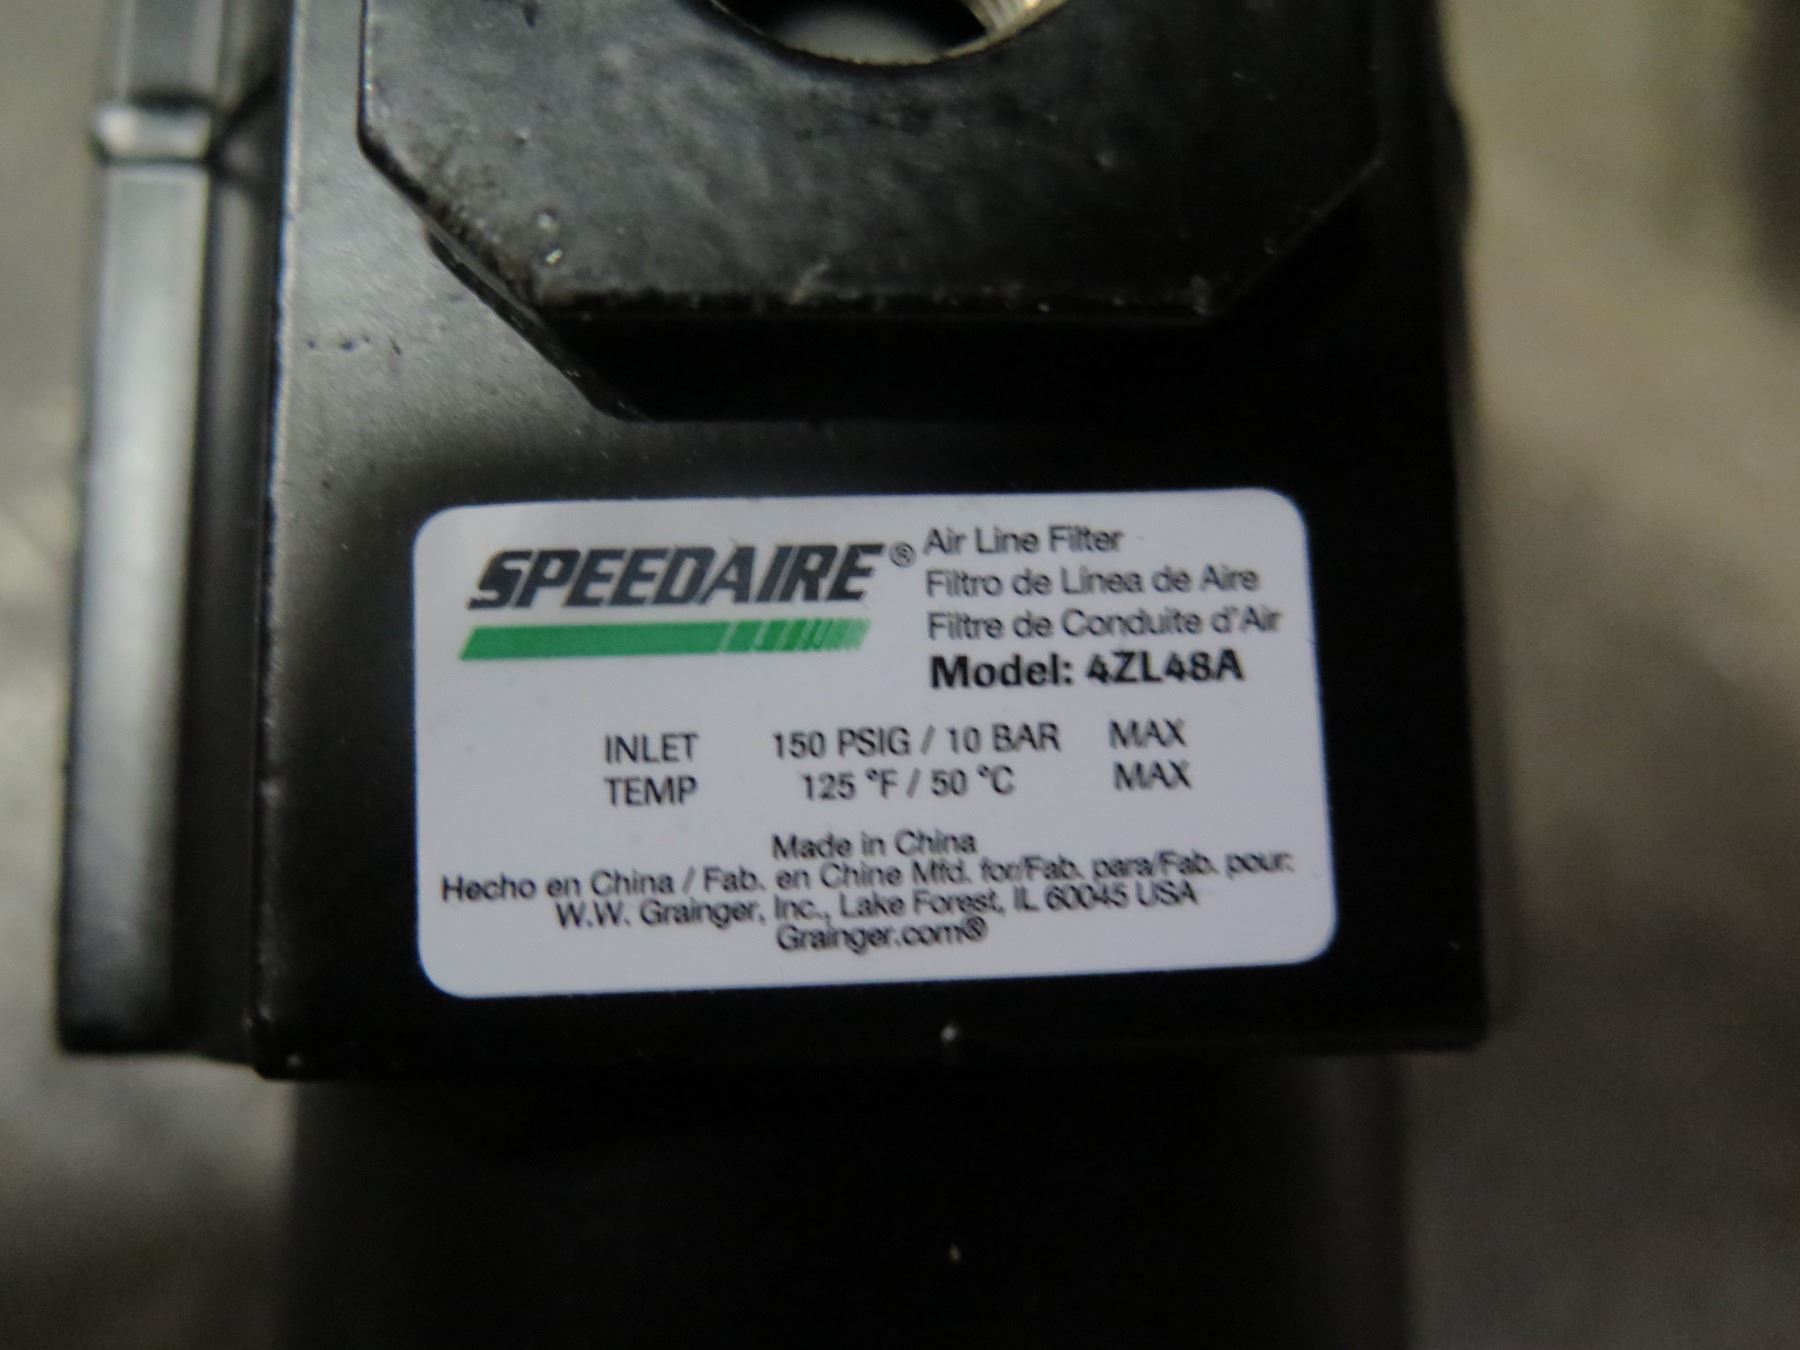 SPEEDAIRE®
Air Line Filter
Filtro de Linea de Aire
Filtre de Conduite d'Air
Model: 4ZL48A
INLET 150 PSIG / 10 BAR MAX
TEMP 125 °F / 50 °C MAX
Made in China
Hecho en China / Fab. en Chine Mfd. for/Fab. para/Fab. pour:
W.W. Grainger, Inc., Lake Forest, IL 60045 USA
Grainger.com®